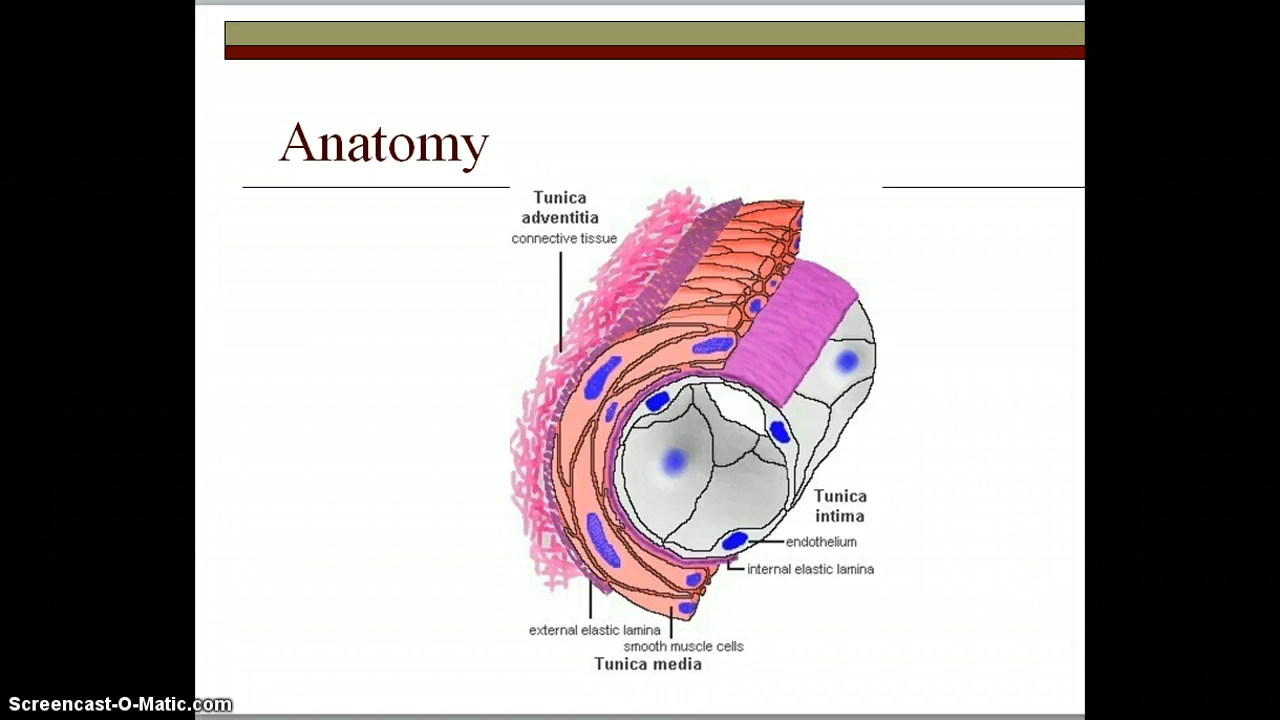 Anatomy
Tunica
adventitia
connective tissue
Tunica
intima
endothelium
internal elastic lamina
external elastic lamina
smooth muscle cells
Tunica media
Screencast-O-Matic.com